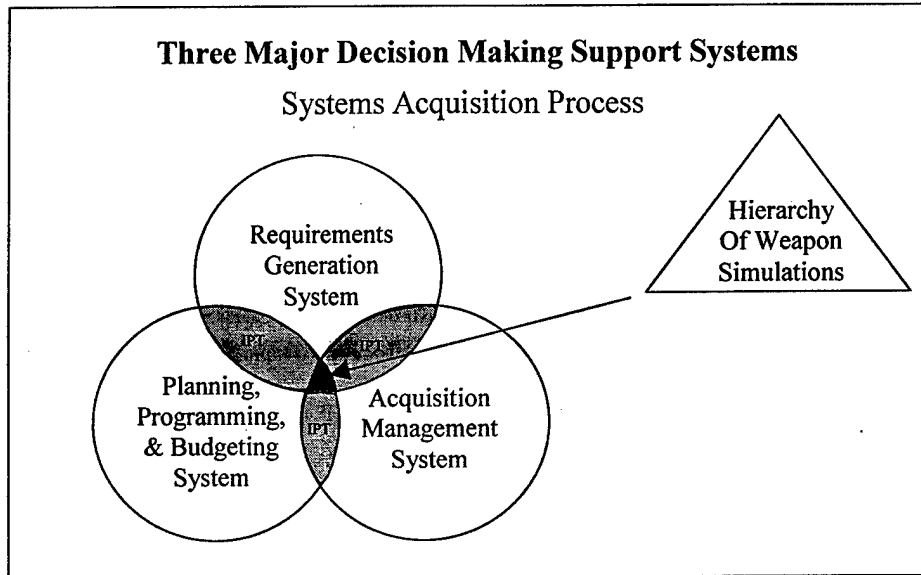 Three Major Decision Making Support Systems
Systems Acquisition Process
Hierarchy
Of Weapon
Simulations
Requirements
Generation
System
IPT
IPT
Planning,
Programming,
& Budgeting
System
IPT
Acquisition
Management
System